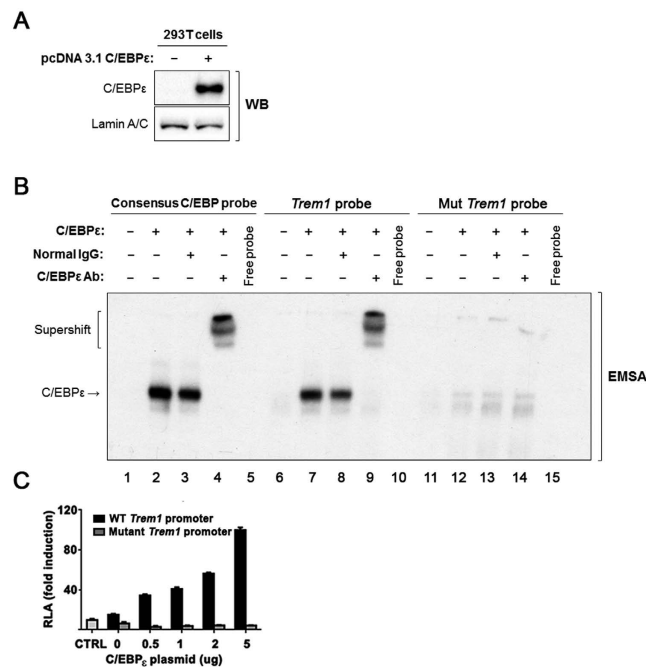 A
293T cells
pcDNA 3.1 C/EBPε: – +
C/EBPε
Lamin A/C
WB
B
Consensus C/EBP probe Trem1 probe Mut Trem1 probe
C/EBPε: – + + + – + + + – + + +
Normal IgG: – – + – – – + – – – + –
C/EBPε Ab: – – – + – – – + – – – +
Free probe Free probe Free probe
Supershift
C/EBPε →
EMSA
1 2 3 4 5 6 7 8 9 10 11 12 13 14 15
C
RLA (fold induction)
120
80
40
WT Trem1 promoter
Mutant Trem1 promoter
CTRL 0 0.5 1 2 5
C/EBPε plasmid (ug)